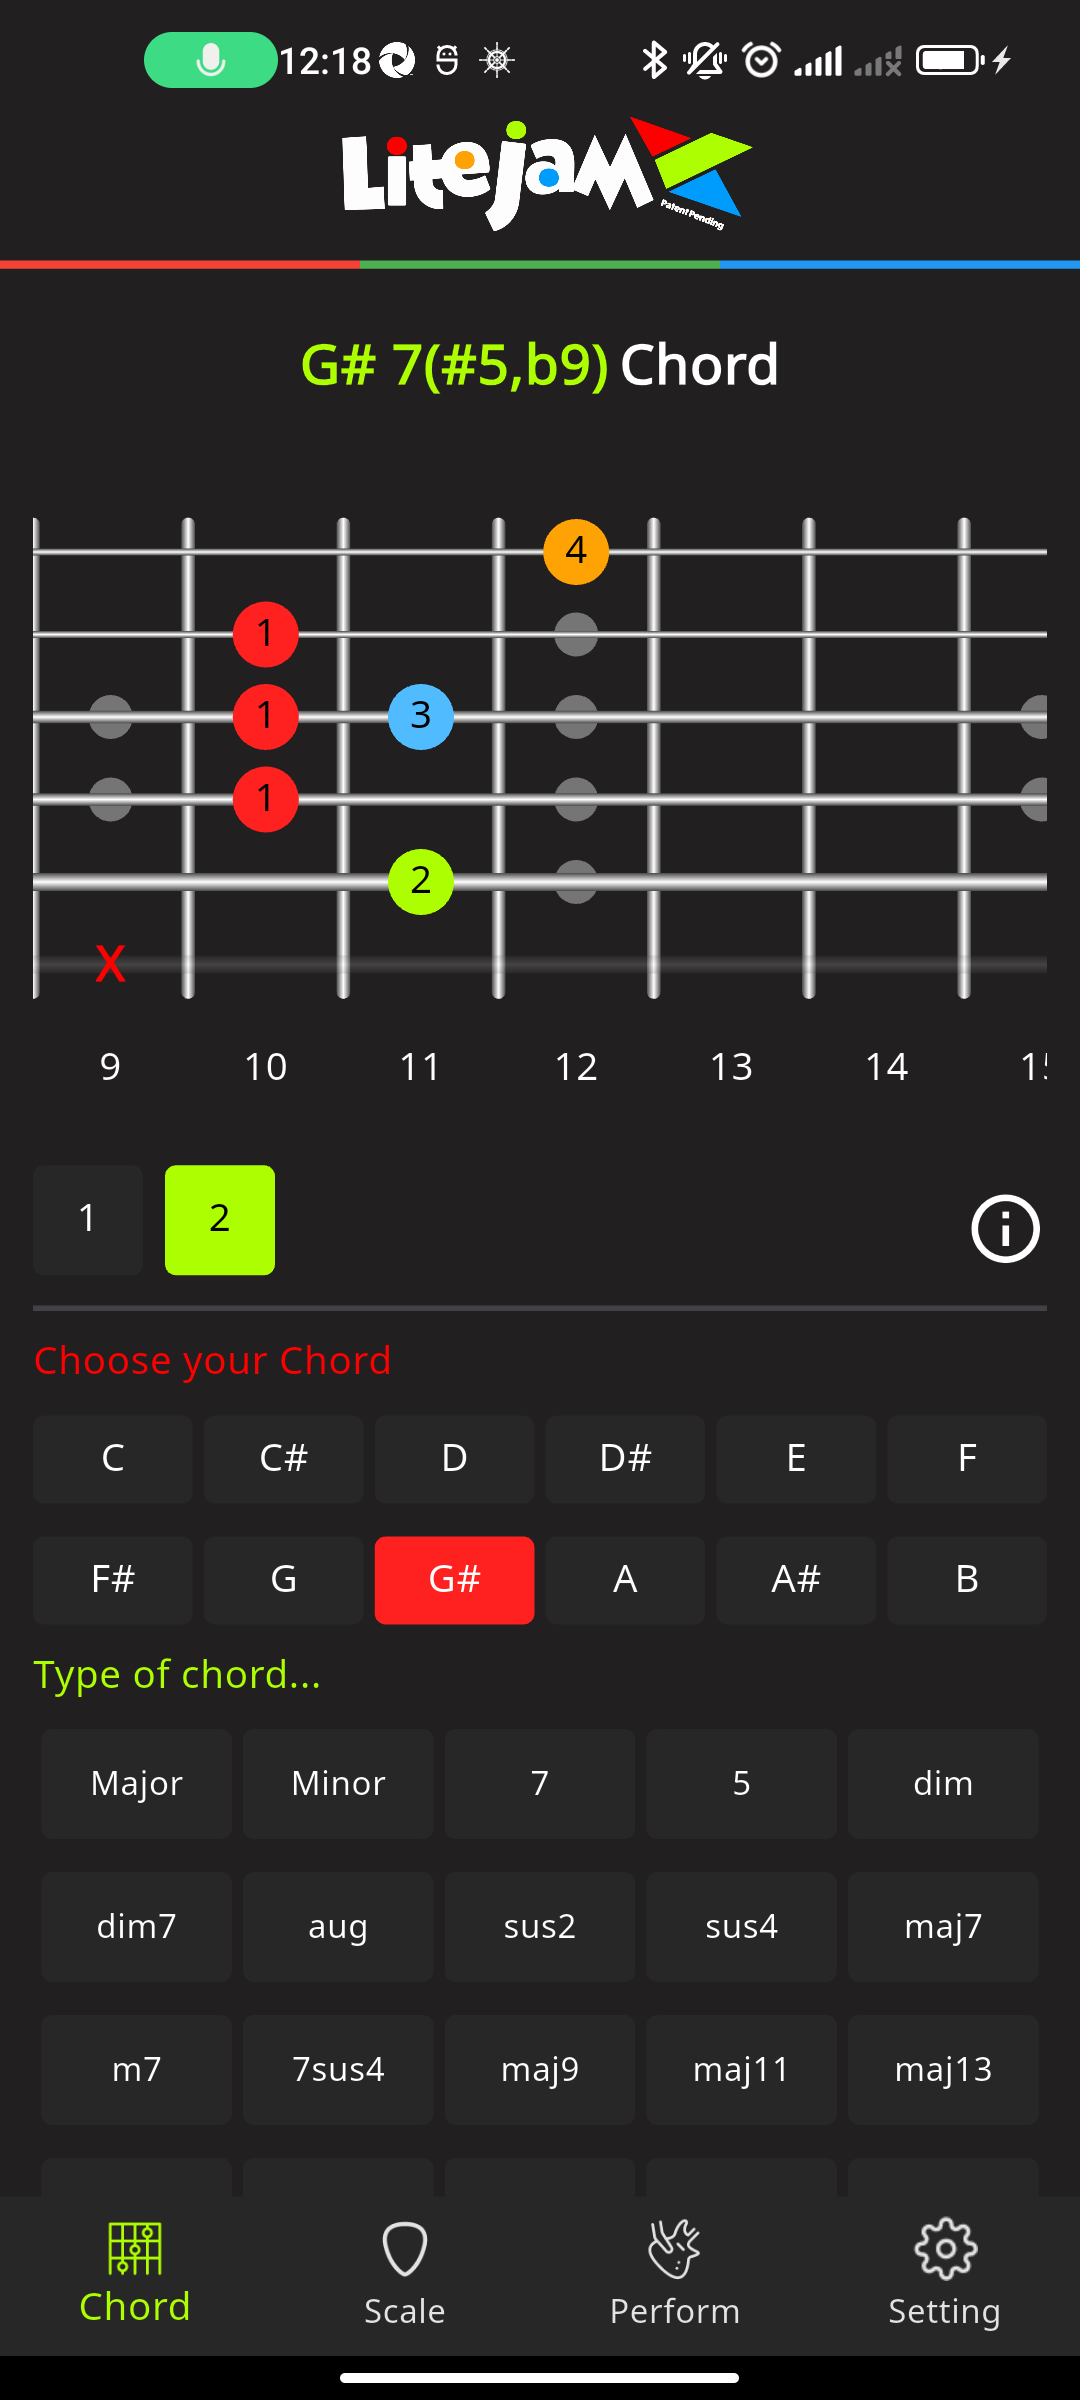 12:18
LiteJam
Patent Pending
G# 7(#5,b9) Chord
4
1
1 3
1
2
X
9 10 11 12 13 14
1 2
Choose your Chord
C C# D D# E F
F# G G# A A# B
Type of chord...
Major Minor 7 5 dim
dim7 aug sus2 sus4 maj7
m7 7sus4 maj9 maj11 maj13
Chord Scale Perform Setting